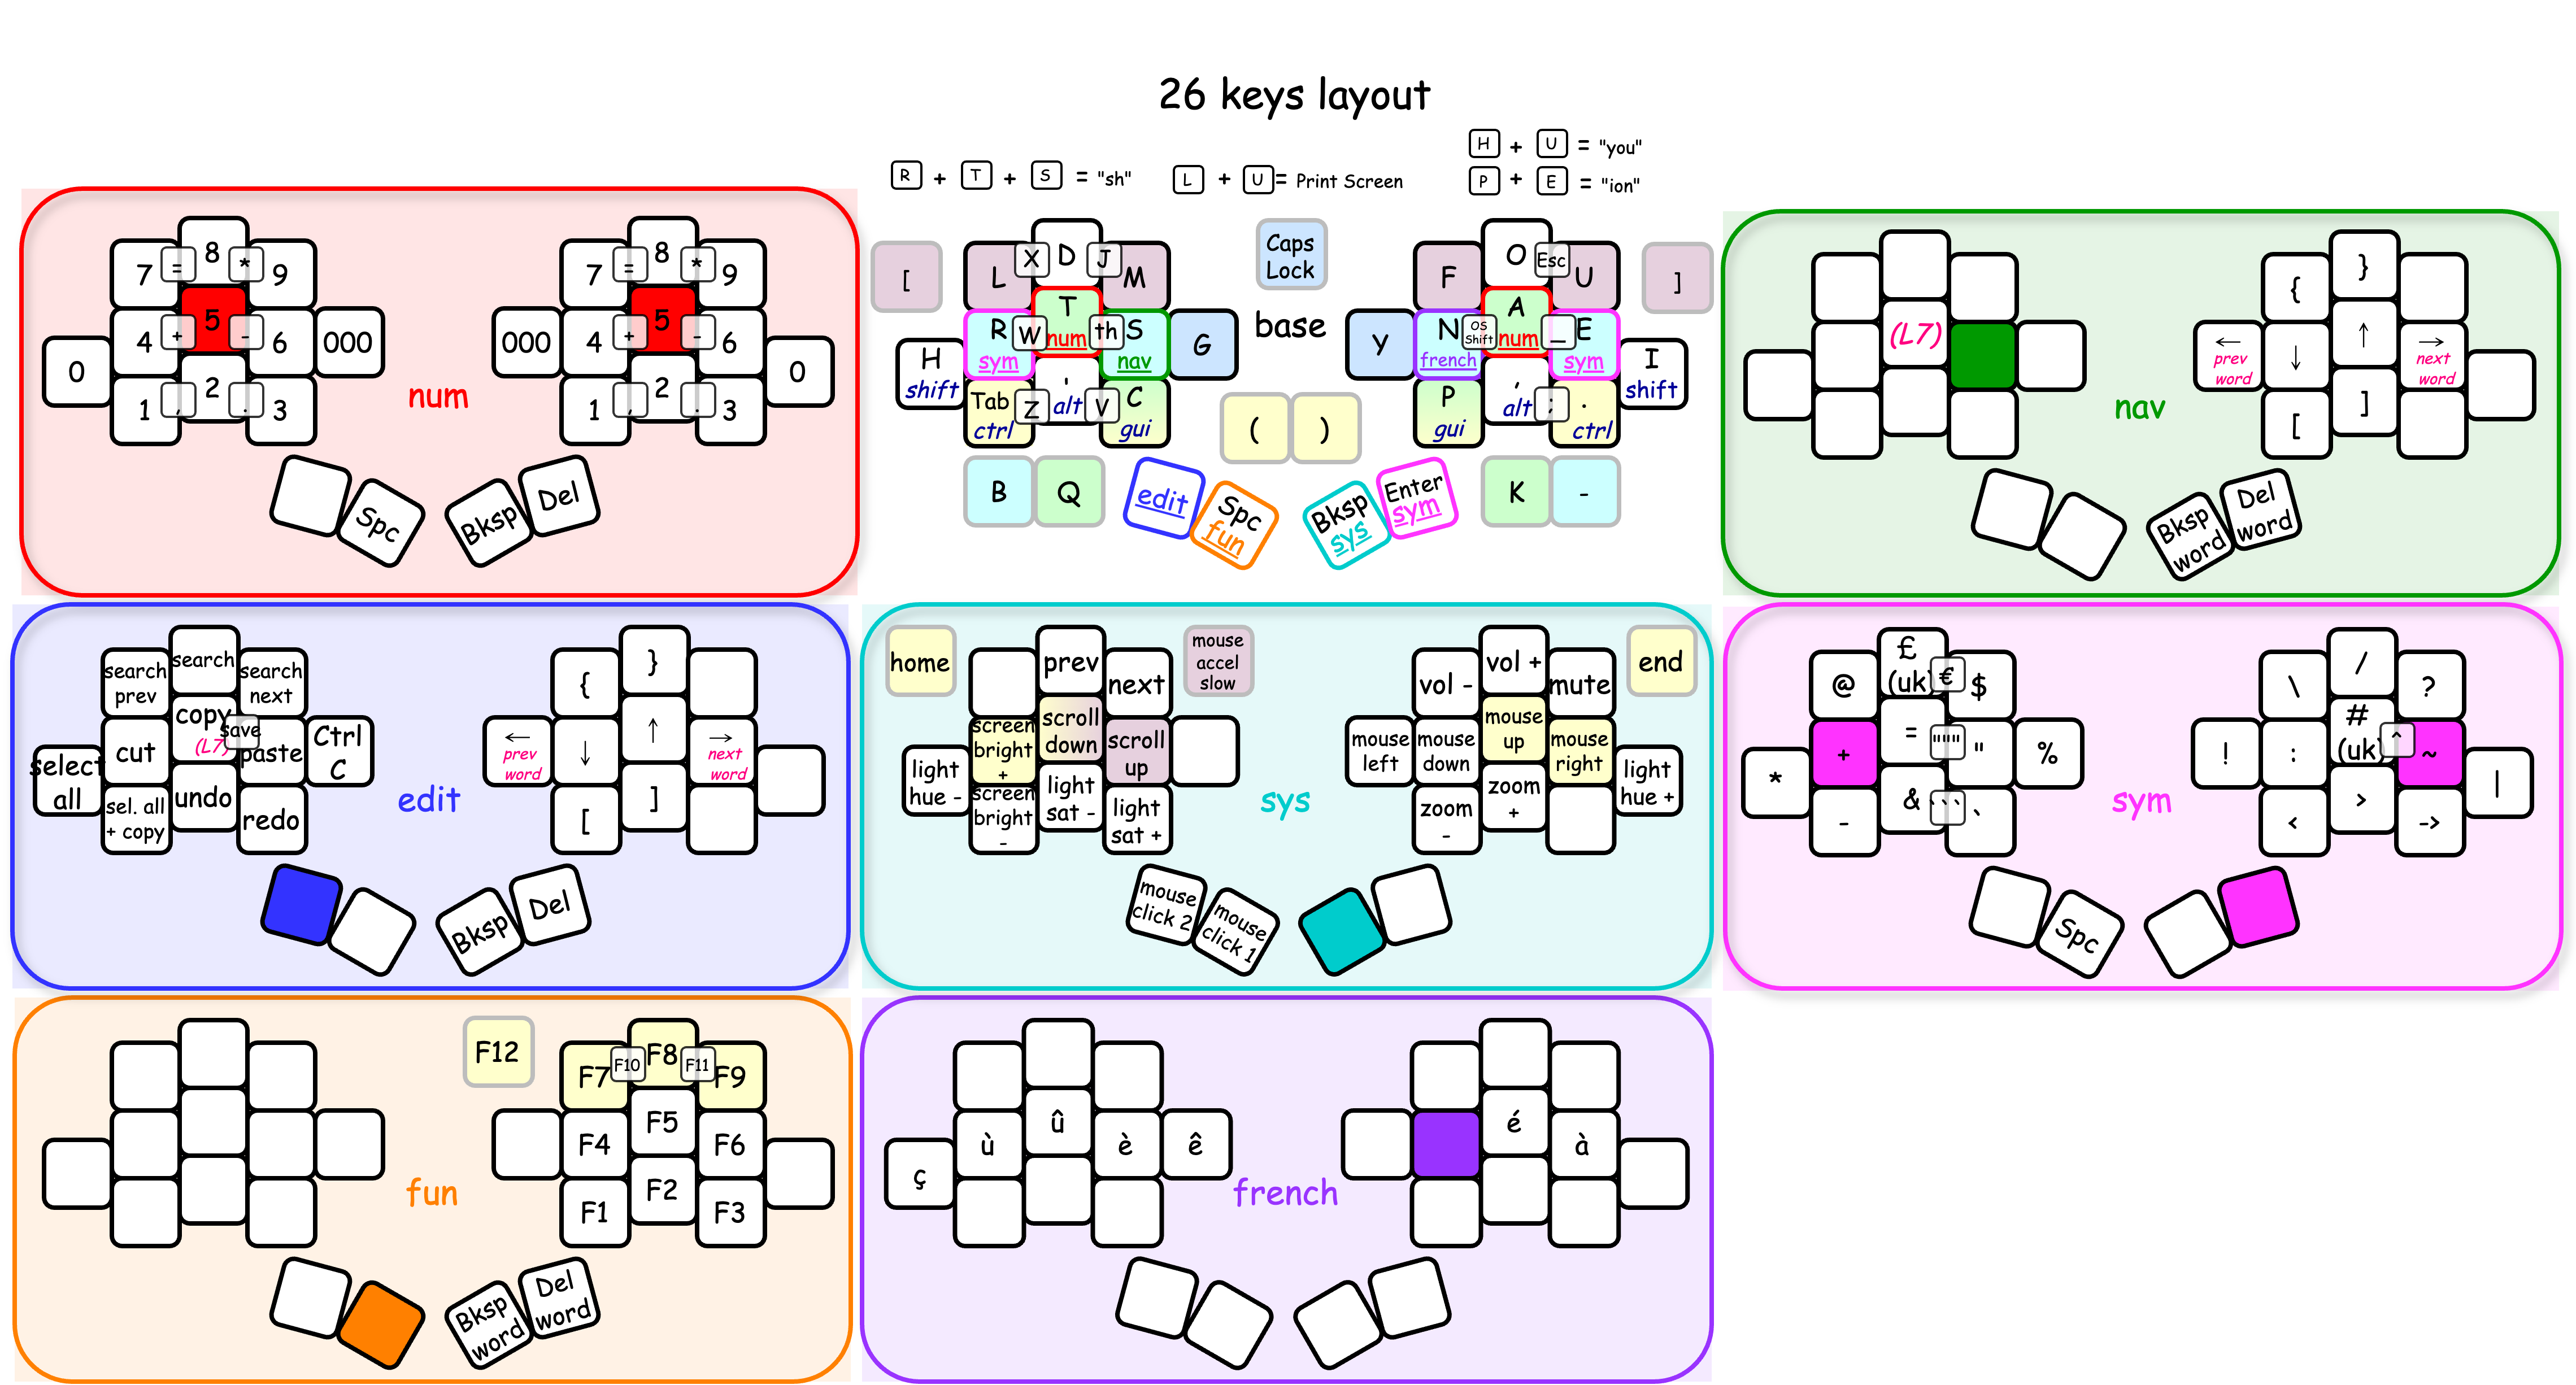 26 keys layout
R + T + S = "sh"
L + U = Print Screen
H + U = "you"
P + E = "ion"
num
7 = 8 * 9
4 + 5 - 6 000
0
1 , 2 . 3
Spc
7 = 8 * 9
000 4 + 5 - 6
0
1 , 2 . 3
Bksp Del
base
[
L X D J M
R sym W T num th S nav G
H shift
Tab ctrl Z ' alt V C gui
B Q
edit
Spc fun
Caps Lock
( )
F O Esc U
]
Y N french OS Shift A num _ E sym
I shift
P gui , alt ; . ctrl
K -
Bksp sys
Enter sym
nav
(L7)
{ }
← prev word ↓ ↑ → next word
[ ]
Bksp word
Del word
edit
search prev
search
search next
cut
copy (L7)
save
paste
Ctrl C
select all
sel. all + copy
undo
redo
{ }
← prev word ↓ ↑ → next word
[ ]
Bksp Del
sys
home
prev
next
mouse accel slow
screen bright +
scroll down
scroll up
light hue -
screen bright -
light sat -
light sat +
mouse click 2
mouse click 1
vol -
vol +
mute
end
mouse left
mouse down
mouse up
mouse right
light hue +
zoom -
zoom +
sym
@ £ (uk) € $
+ = """ " %
*
- & ``` `
Spc
\ / ?
! : # (uk) ^ ~
|
< > ->
fun
F12
F7 F10 F8 F11 F9
F4 F5 F6
F1 F2 F3
Bksp word
Del word
french
ù û è ê
ç
é à